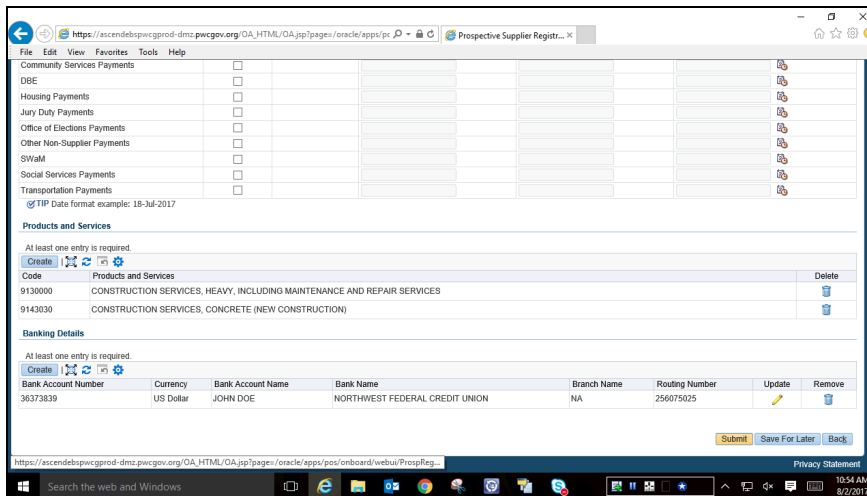 https://ascendebspwcgprod-dmz.pwcgov.org/OA_HTML/OA.jsp?page=/oracle/apps/pc
Prospective Supplier Registr...
File Edit View Favorites Tools Help
Community Services Payments
DBE
Housing Payments
Jury Duty Payments
Office of Elections Payments
Other Non-Supplier Payments
SWaM
Social Services Payments
Transportation Payments
TIP Date format example: 18-Jul-2017
Products and Services
At least one entry is required.
Create
Code Products and Services Delete
9130000 CONSTRUCTION SERVICES, HEAVY, INCLUDING MAINTENANCE AND REPAIR SERVICES
9143030 CONSTRUCTION SERVICES, CONCRETE (NEW CONSTRUCTION)
Banking Details
At least one entry is required.
Create
Bank Account Number Currency Bank Account Name Bank Name Branch Name Routing Number Update Remove
36373839 US Dollar JOHN DOE NORTHWEST FEDERAL CREDIT UNION NA 256075025
Submit Save For Later Back
https://ascendebspwcgprod-dmz.pwcgov.org/OA_HTML/OA.jsp?page=/oracle/apps/pos/onboard/webui/ProspReg...
Privacy Statement
Search the web and Windows
10:54 AM
8/2/2017